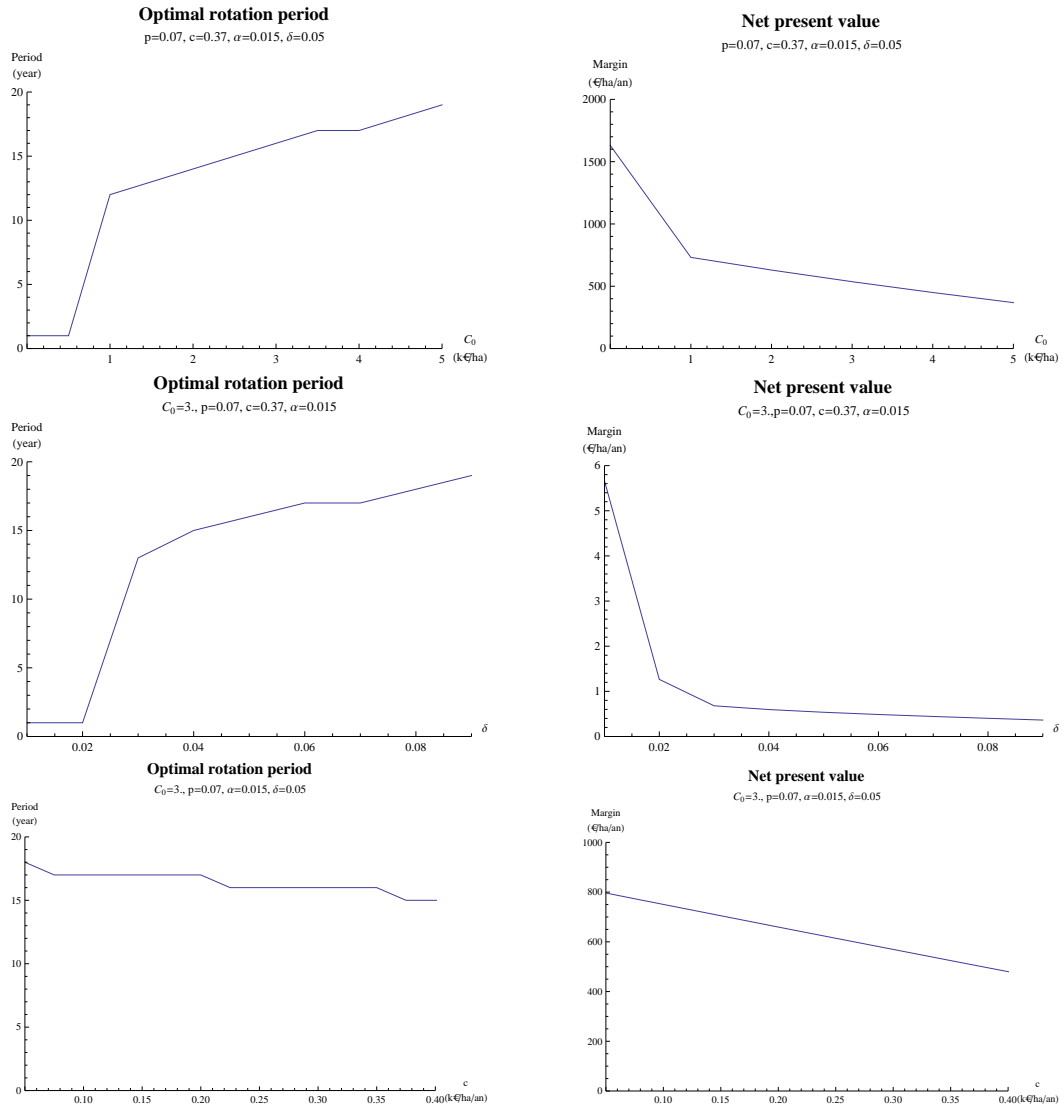 Optimal rotation period
p=0.07, c=0.37, α=0.015, δ=0.05
Period
(year)
20
15
10
5
0
1
2
3
4
5
C₀
(k€/ha)
Net present value
p=0.07, c=0.37, α=0.015, δ=0.05
Margin
(€/ha/an)
2000
1500
1000
500
0
1
2
3
4
5
C₀
(k€/ha)
Optimal rotation period
C₀=3., p=0.07, c=0.37, α=0.015
Period
(year)
20
15
10
5
0
0.02
0.04
0.06
0.08
δ
Net present value
C₀=3.,p=0.07, c=0.37, α=0.015
Margin
(€/ha/an)
6
5
4
3
2
1
0
0.02
0.04
0.06
0.08
δ
Optimal rotation period
C₀=3., p=0.07, α=0.015, δ=0.05
Period
(year)
20
15
10
5
0
0.10
0.15
0.20
0.25
0.30
0.35
0.40
c
(k€/ha/an)
Net present value
C₀=3., p=0.07, α=0.015, δ=0.05
Margin
(€/ha/an)
1000
800
600
400
200
0
0.10
0.15
0.20
0.25
0.30
0.35
0.40
c
(k€/ha/an)